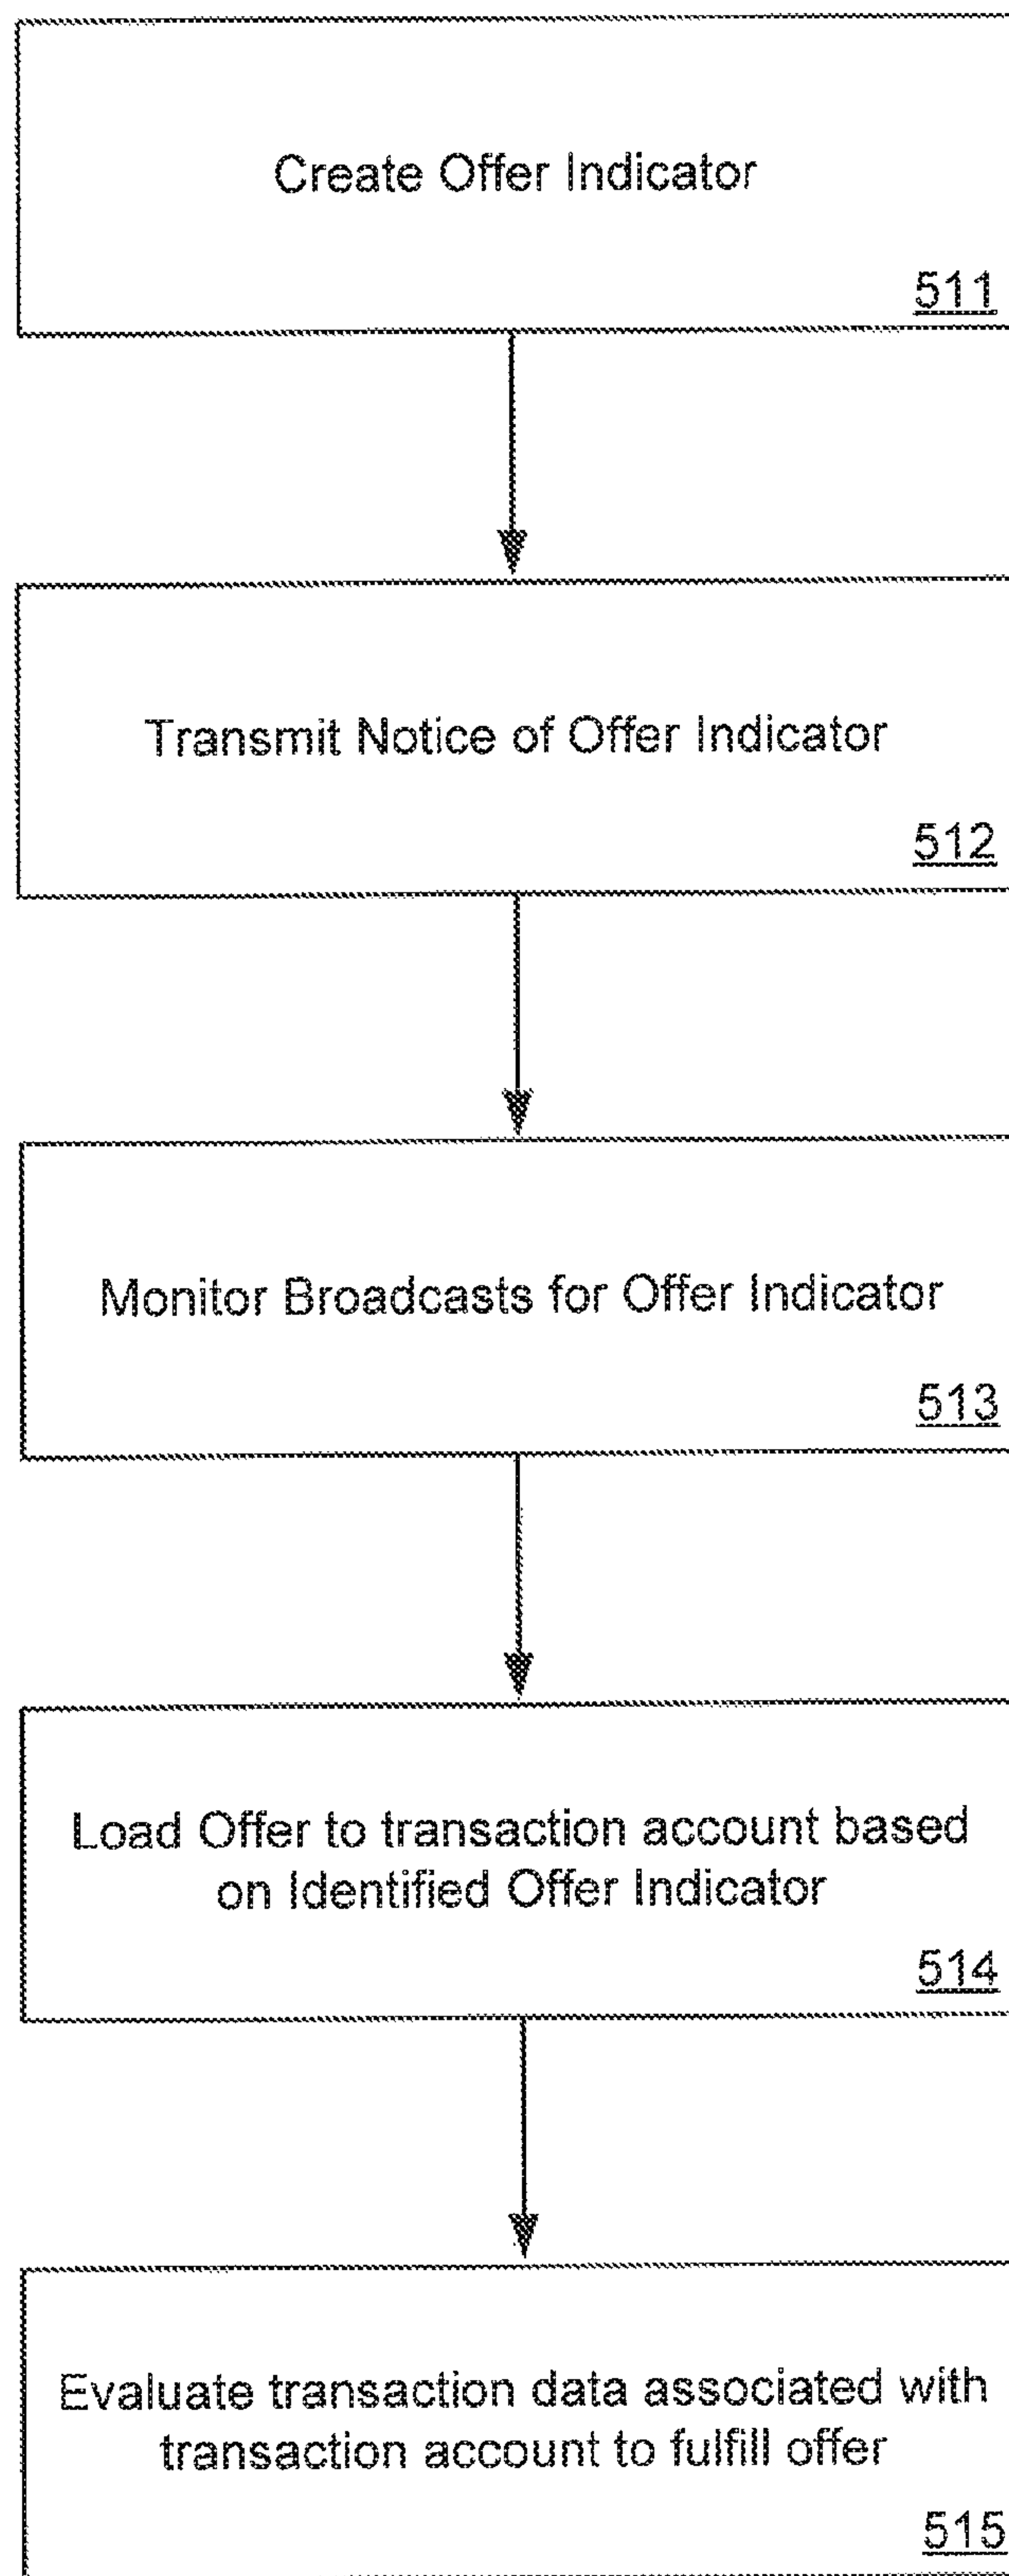 Create Offer Indicator
511
Transmit Notice of Offer Indicator
512
Monitor Broadcasts for Offer Indicator
513
Load Offer to transaction account based
on Identified Offer Indicator
514
Evaluate transaction data associated with
transaction account to fulfill offer
515